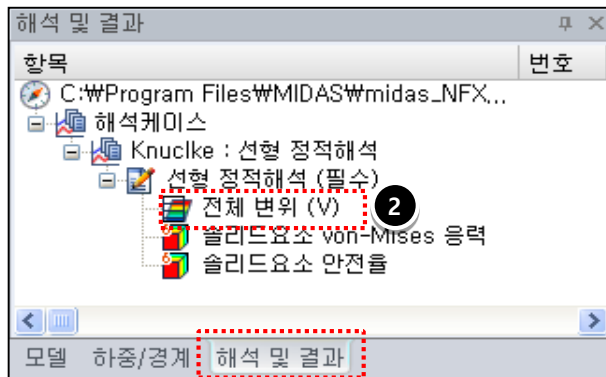 해석 및 결과
항목 번호
C:₩Program Files₩MIDAS₩midas_NFX,,,
해석케이스
Knuclke : 선형 정적해석
선형 정적해석 (필수)
전체 변위 (V) 2
솔리드요소 von-Mises 응력
솔리드요소 안전율
모델 하중/경계 해석 및 결과